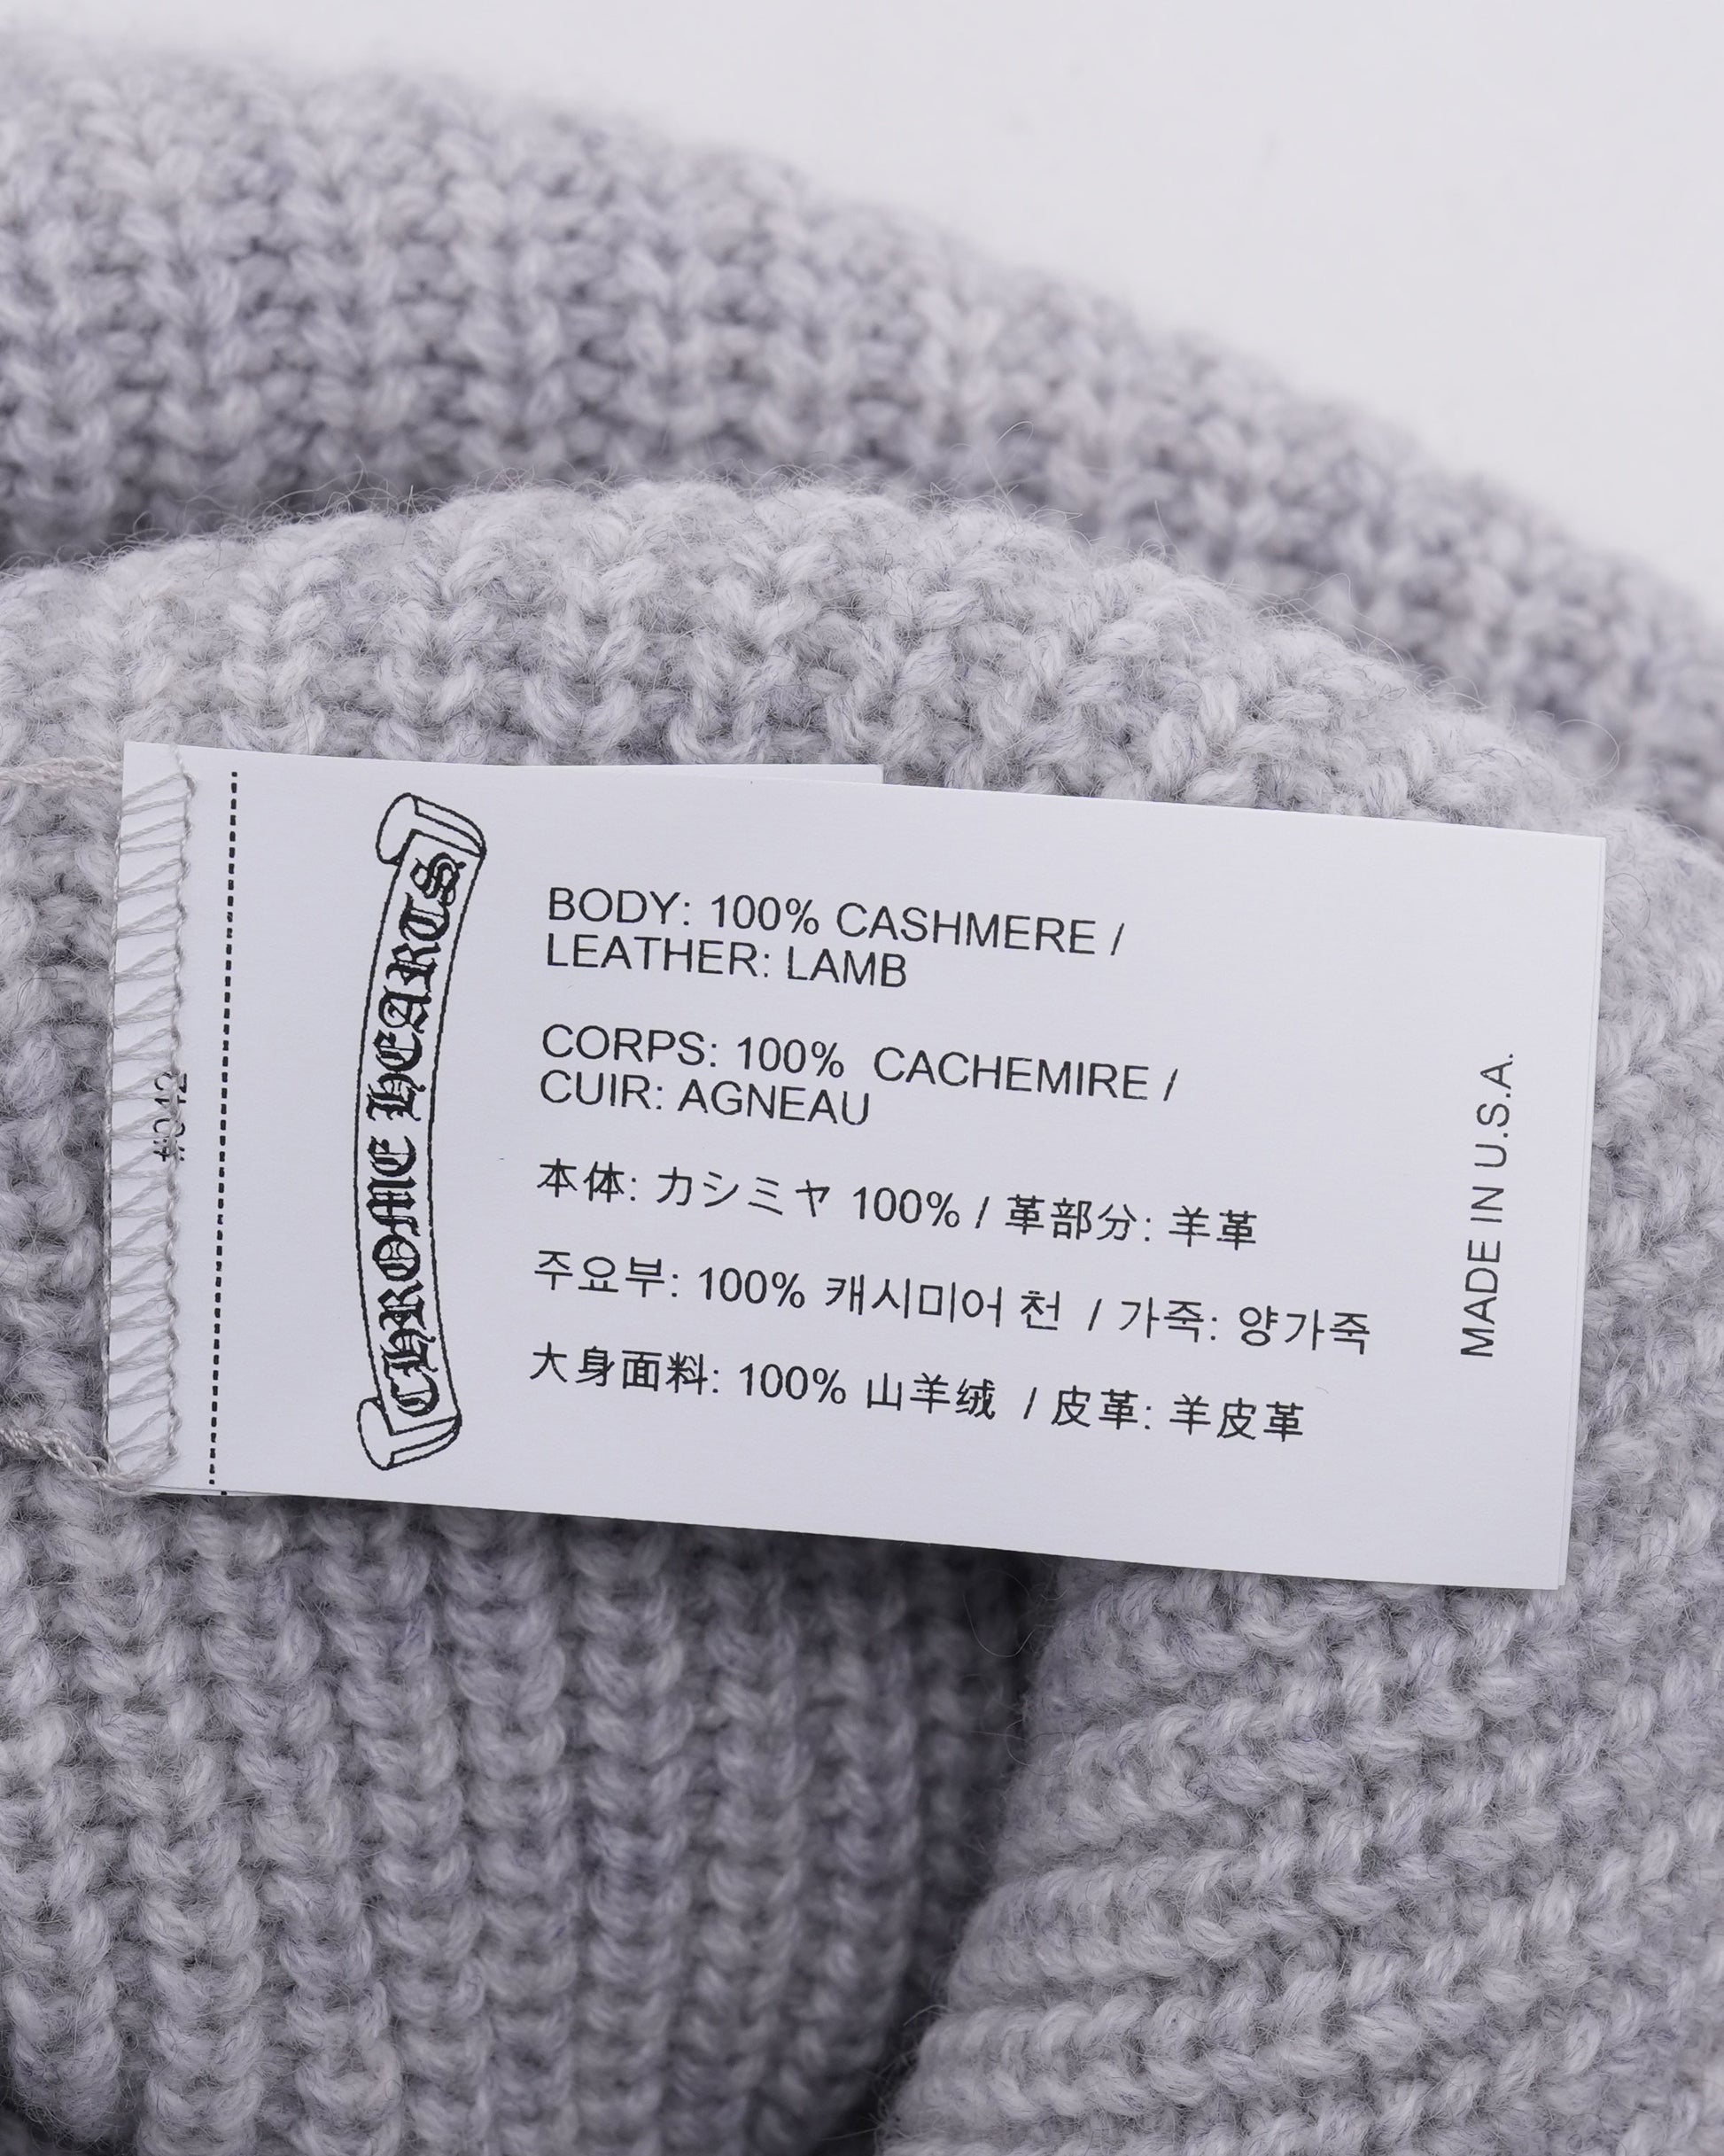 CHROME HEARTS
BODY: 100% CASHMERE /
LEATHER: LAMB
CORPS: 100% CACHEMIRE /
CUIR: AGNEAU
本体: カシミヤ 100% / 革部分: 羊革
주요부: 100% 캐시미어 천 / 가죽: 양가죽
大身面料: 100% 山羊绒 / 皮革: 羊皮革
MADE IN U.S.A.